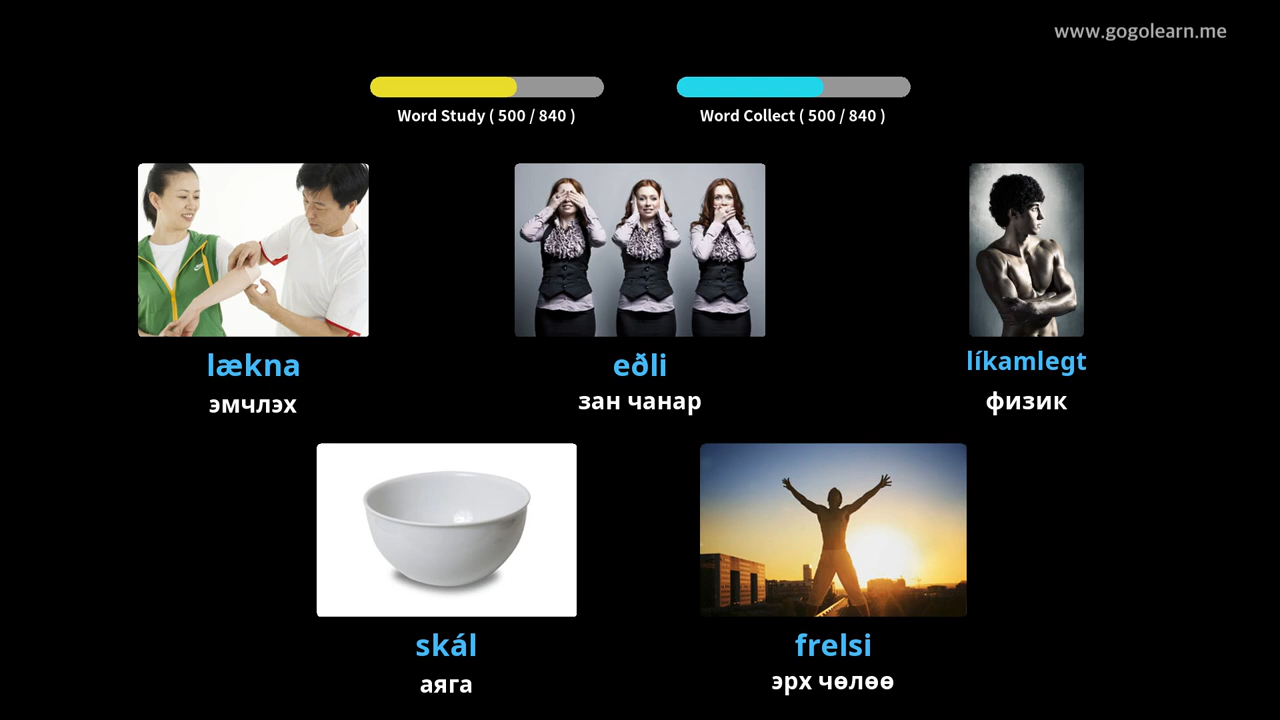 www.gogolearn.me
Word Study ( 500 / 840 )
Word Collect ( 500 / 840 )
lækna
эмчлэх
eðli
зан чанар
líkamlegt
физик
skál
аяга
frelsi
эрх чөлөө